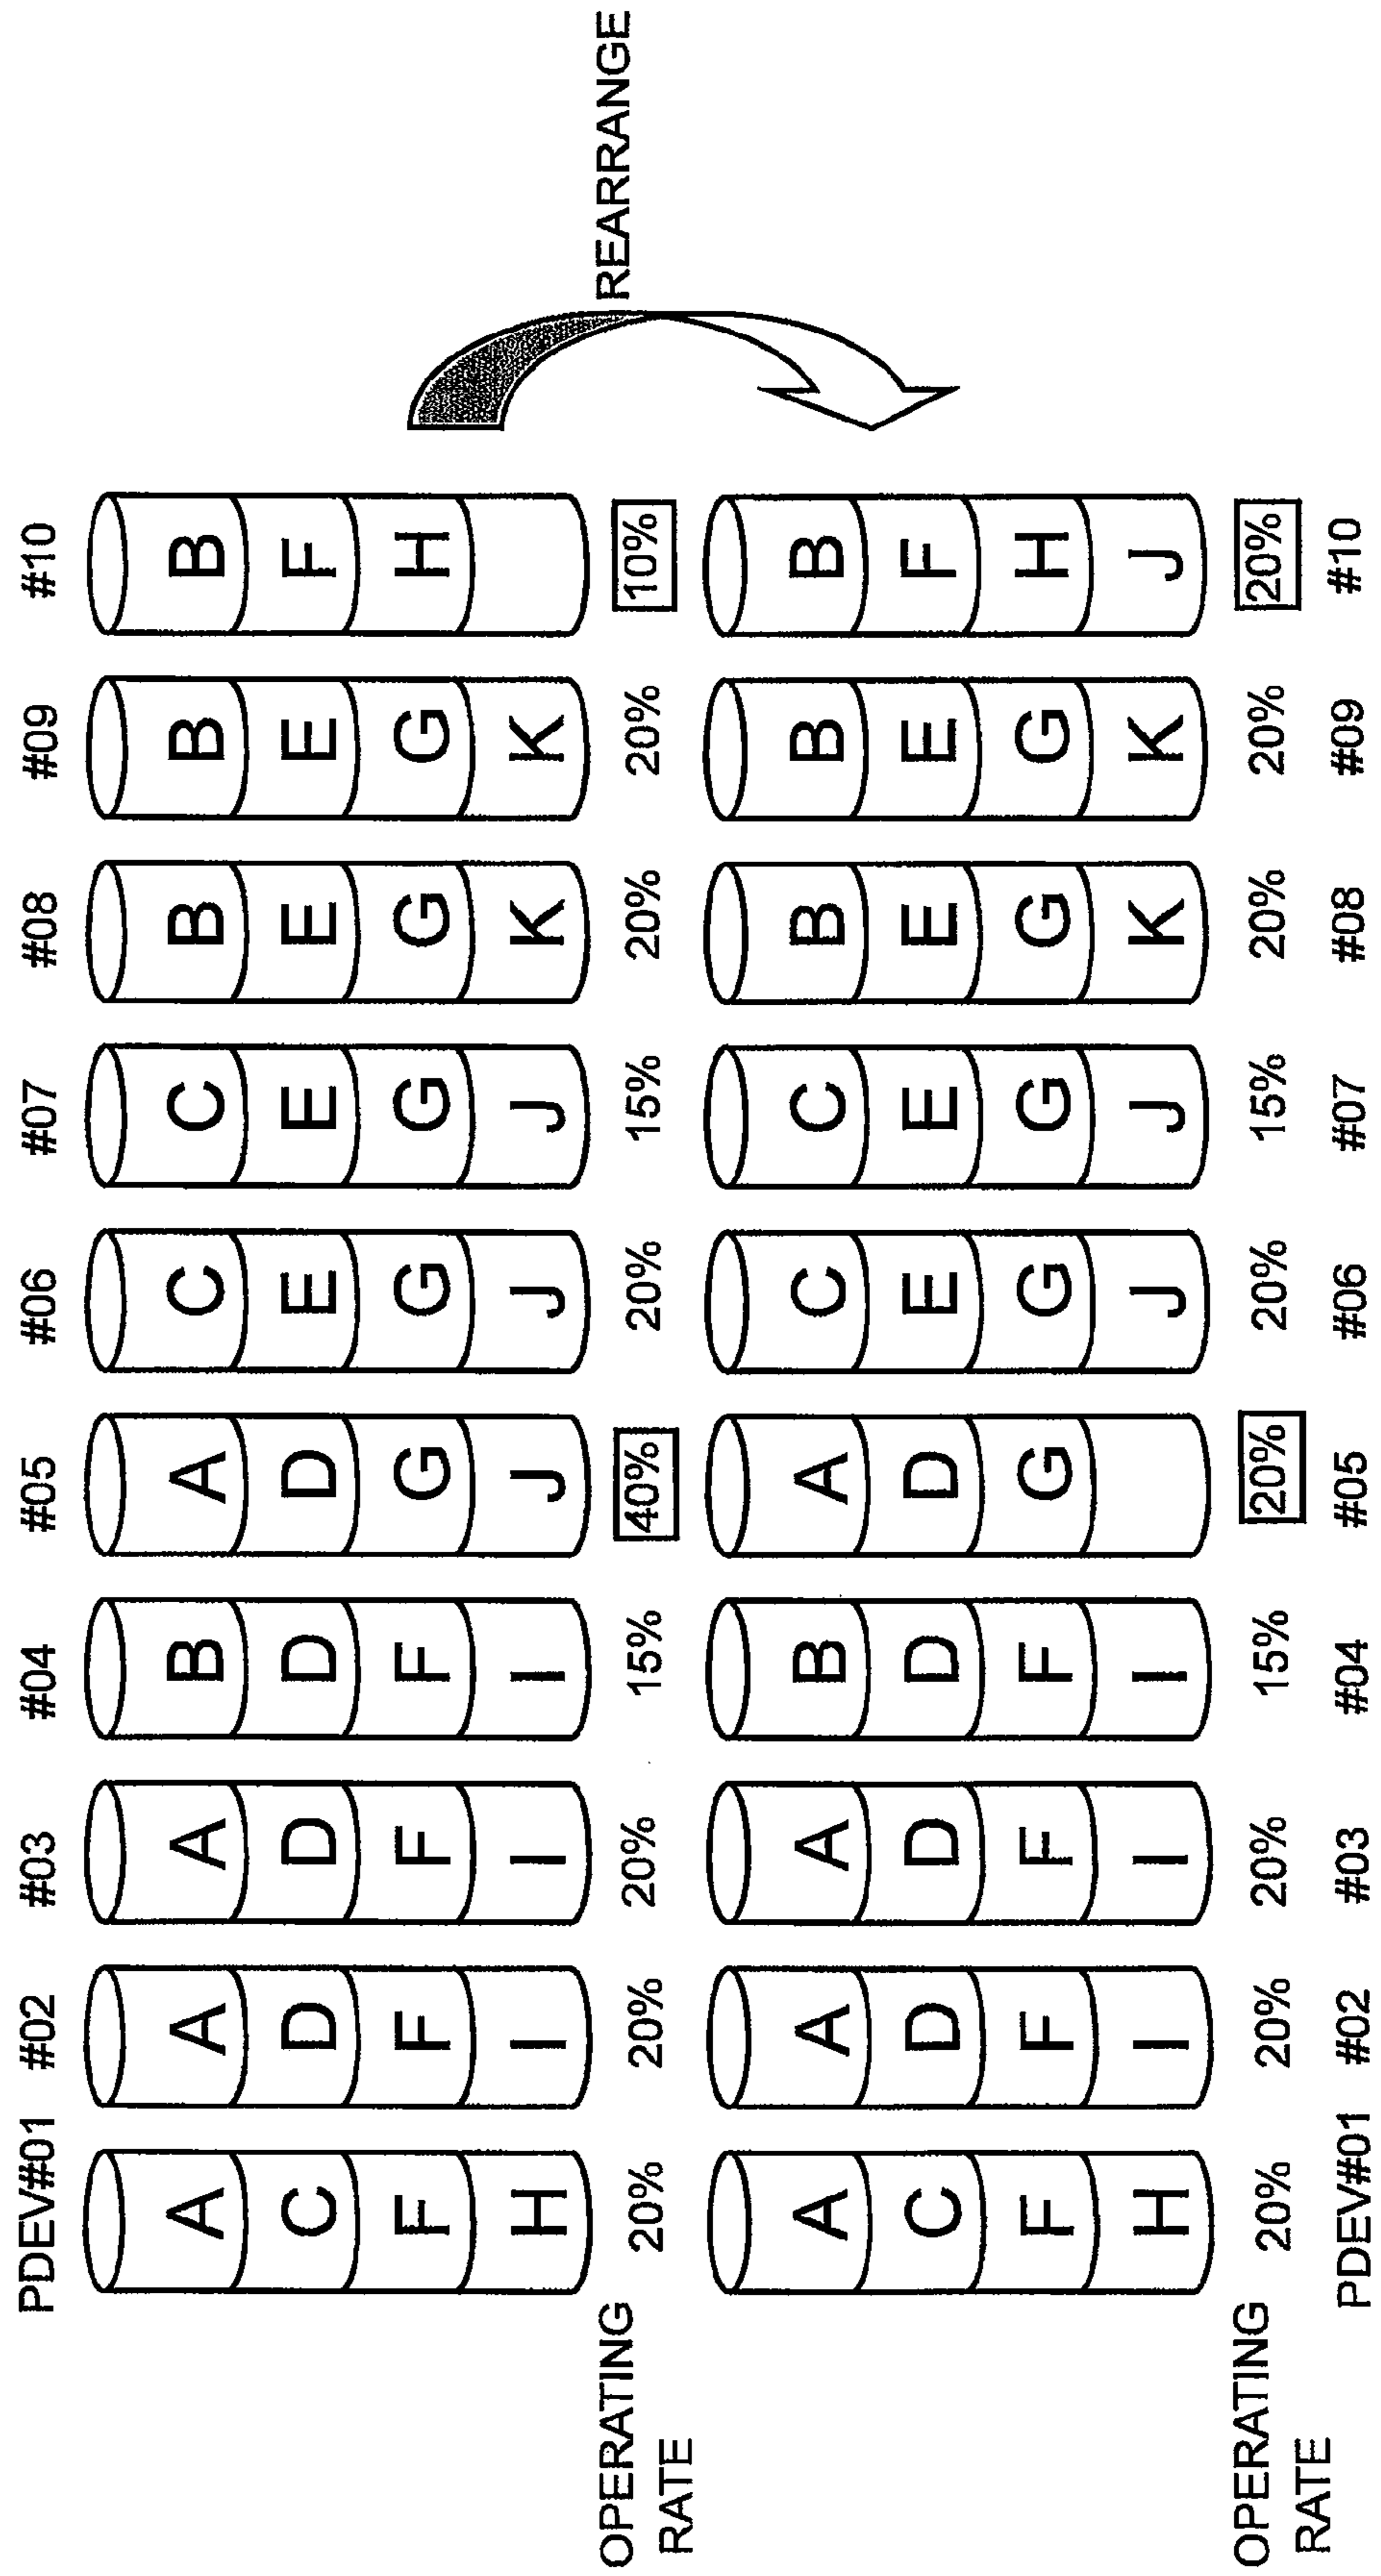 PDEV#01 #02 #03 #04 #05 #06 #07 #08 #09 #10
A A A B A C C B B B
C D D D D E E E E F
F F F F G G G G G H
H I I I J J J K K
OPERATING
RATE
20% 20% 20% 15% 40% 20% 15% 20% 20% 10%
REARRANGE
A A A B A C C B B B
C D D D D E E E E F
F F F F G G G G G H
H I I I J J K K J
OPERATING
RATE
20% 20% 20% 15% 20% 20% 15% 20% 20% 20%
PDEV#01 #02 #03 #04 #05 #06 #07 #08 #09 #10